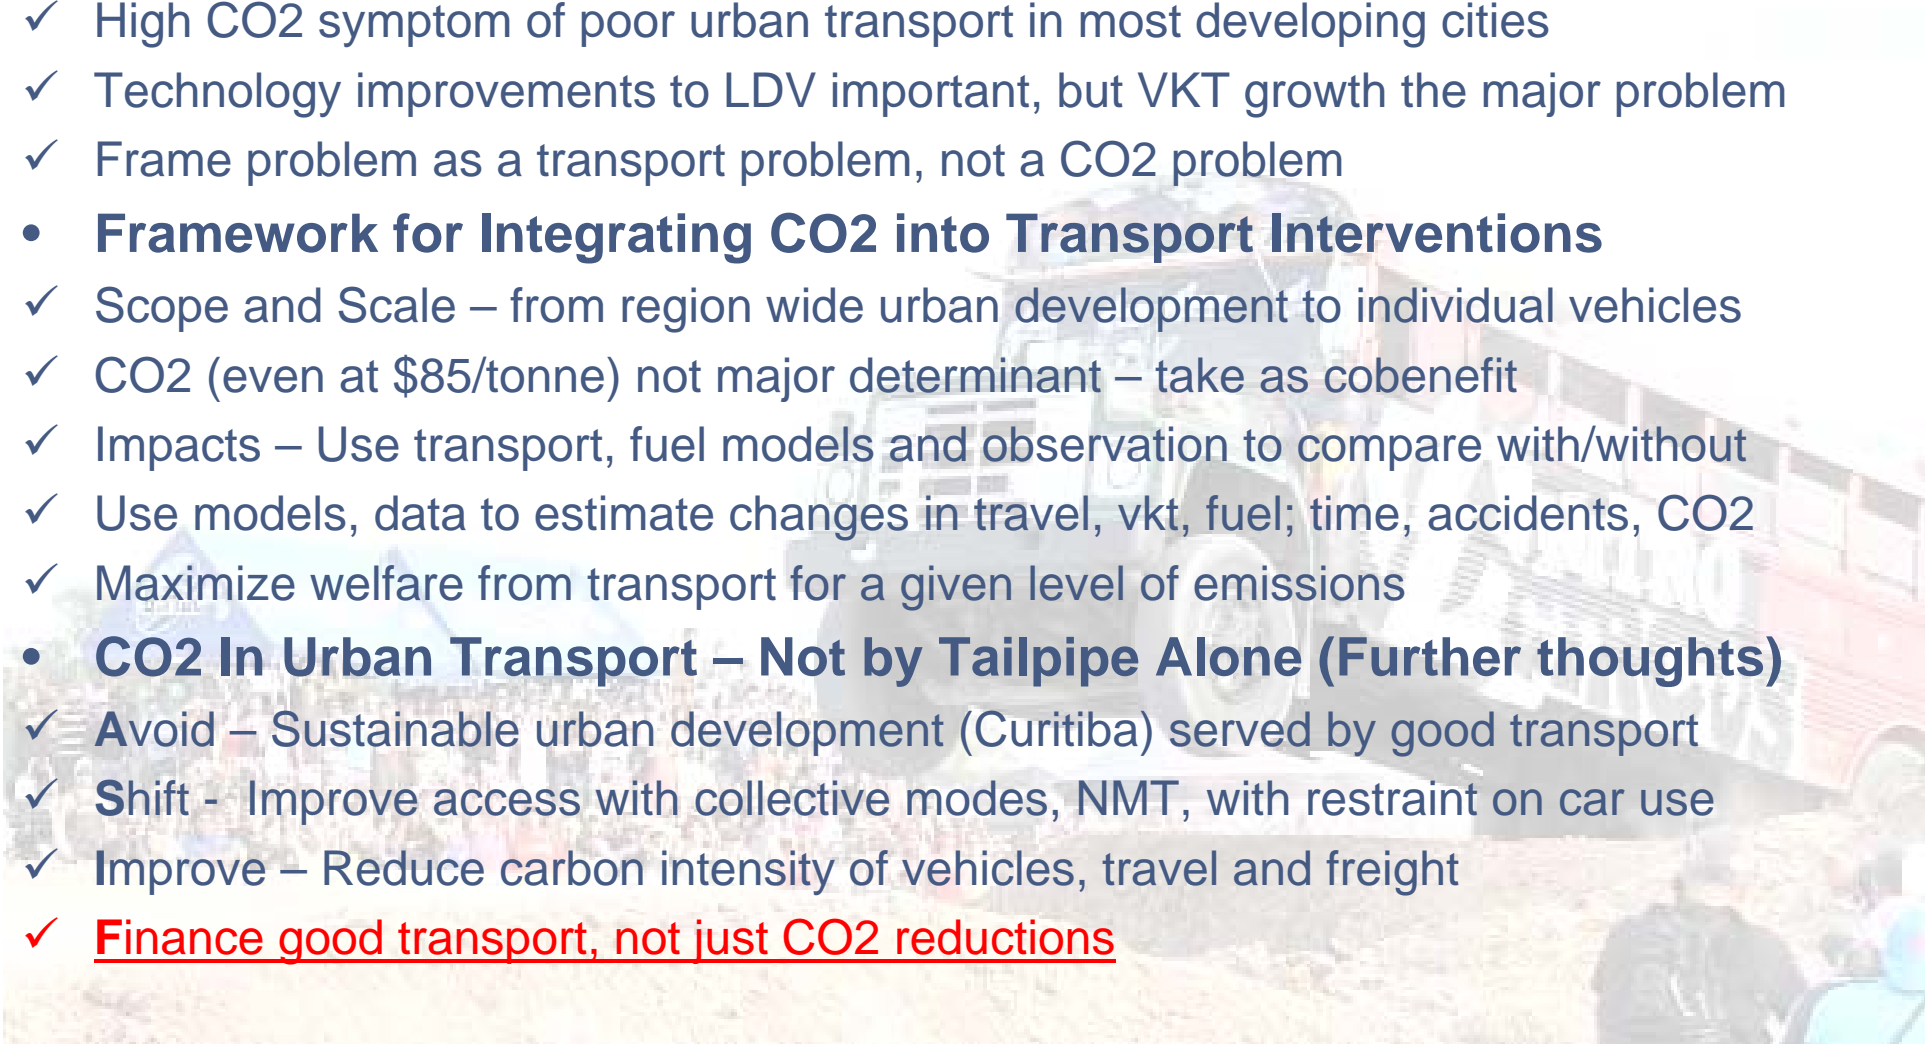 ✓ High CO2 symptom of poor urban transport in most developing cities
✓ Technology improvements to LDV important, but VKT growth the major problem
✓ Frame problem as a transport problem, not a CO2 problem
• Framework for Integrating CO2 into Transport Interventions
✓ Scope and Scale – from region wide urban development to individual vehicles
✓ CO2 (even at $85/tonne) not major determinant – take as cobenefit
✓ Impacts – Use transport, fuel models and observation to compare with/without
✓ Use models, data to estimate changes in travel, vkt, fuel; time, accidents, CO2
✓ Maximize welfare from transport for a given level of emissions
• CO2 In Urban Transport – Not by Tailpipe Alone (Further thoughts)
✓ Avoid – Sustainable urban development (Curitiba) served by good transport
✓ Shift - Improve access with collective modes, NMT, with restraint on car use
✓ Improve – Reduce carbon intensity of vehicles, travel and freight
✓ Finance good transport, not just CO2 reductions